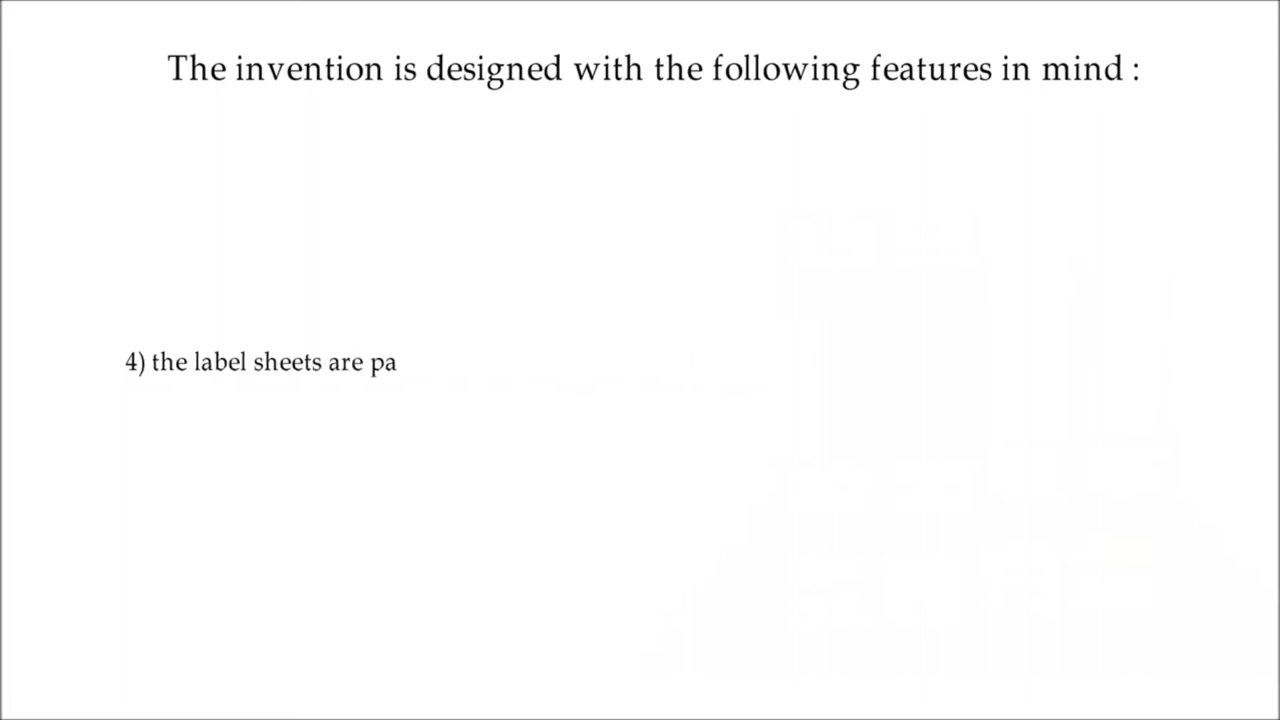 The invention is designed with the following features in mind :
4) the label sheets are pa